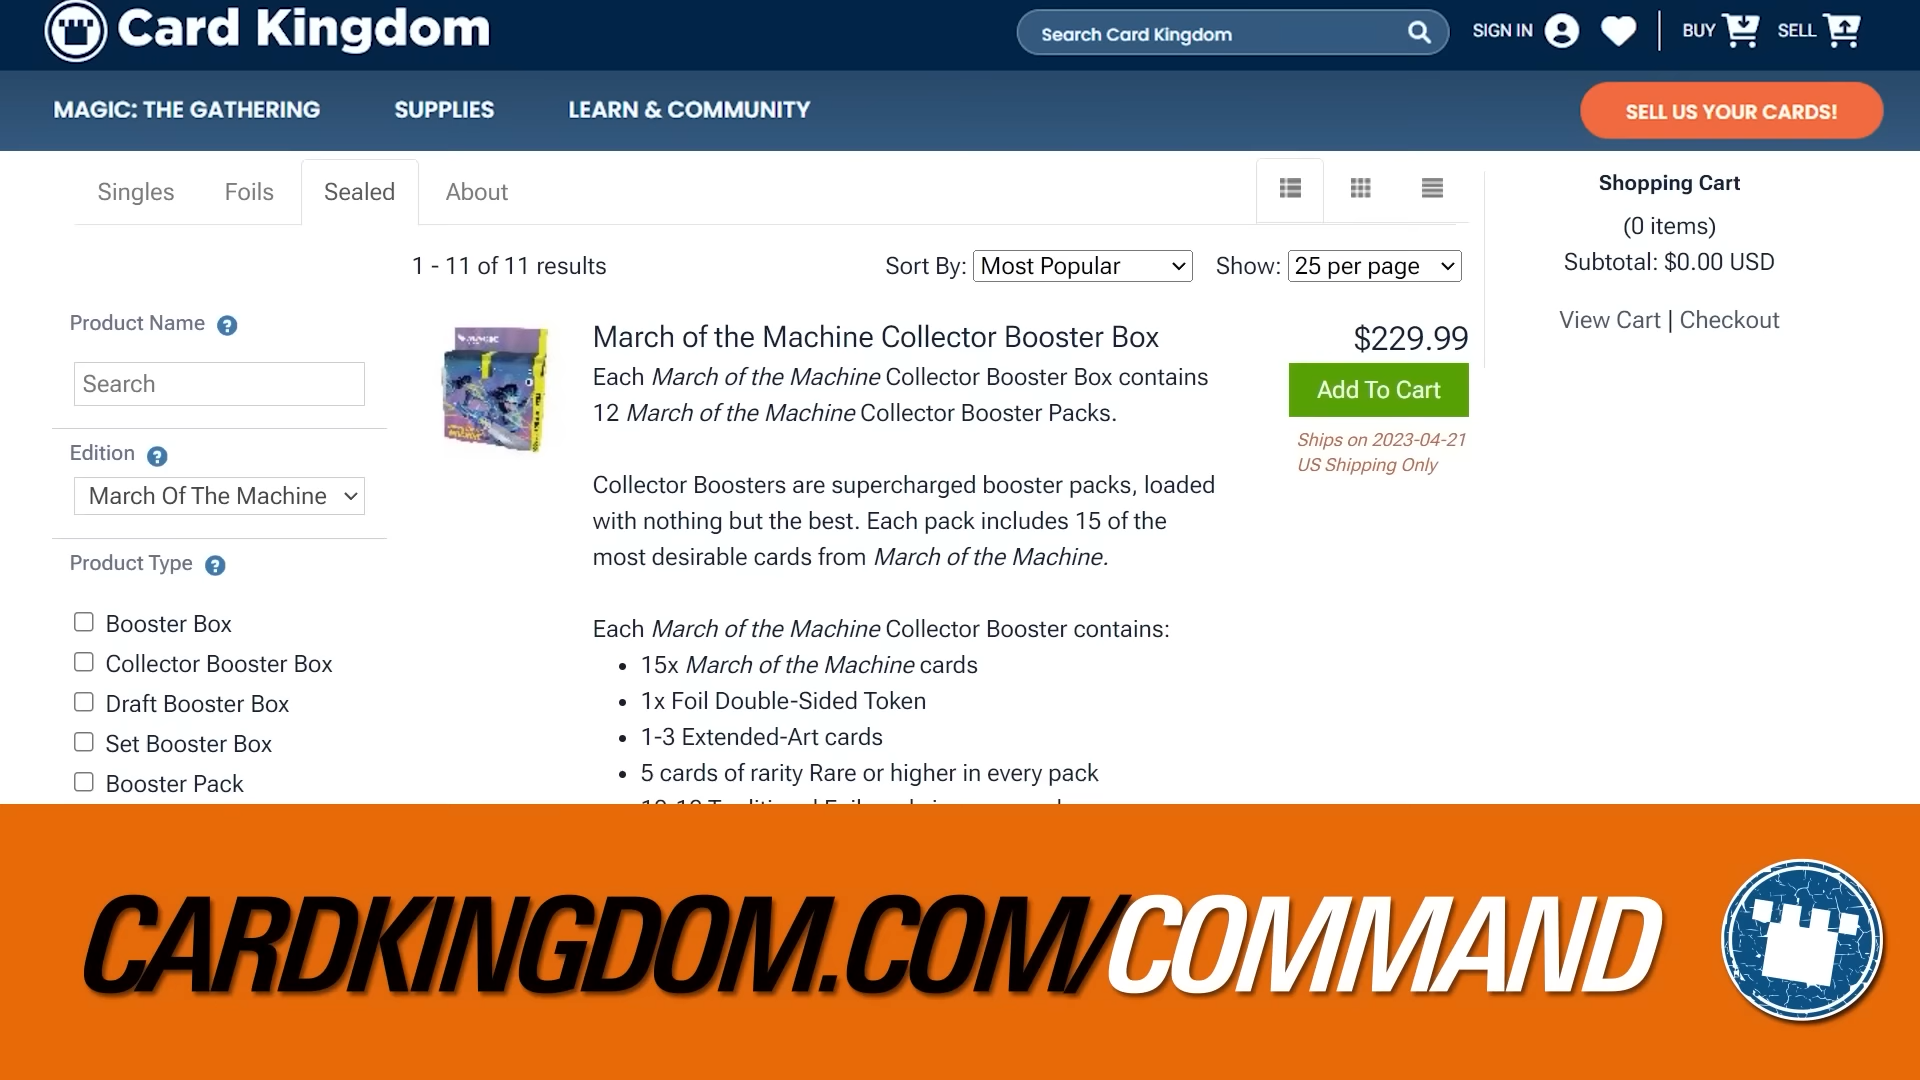 Card Kingdom
Search Card Kingdom
SIGN IN
BUY
SELL
MAGIC: THE GATHERING
SUPPLIES
LEARN & COMMUNITY
SELL US YOUR CARDS!
Singles
Foils
Sealed
About
Shopping Cart
(0 items)
Subtotal: $0.00 USD
View Cart | Checkout
1 - 11 of 11 results
Sort By: Most Popular
Show: 25 per page
Product Name ?
Search
Edition ?
March Of The Machine
Product Type ?
Booster Box
Collector Booster Box
Draft Booster Box
Set Booster Box
Booster Pack
March of the Machine Collector Booster Box
Each March of the Machine Collector Booster Box contains
12 March of the Machine Collector Booster Packs.
Collector Boosters are supercharged booster packs, loaded
with nothing but the best. Each pack includes 15 of the
most desirable cards from March of the Machine.
Each March of the Machine Collector Booster contains:
• 15x March of the Machine cards
• 1x Foil Double-Sided Token
• 1-3 Extended-Art cards
• 5 cards of rarity Rare or higher in every pack
$229.99
Add To Cart
Ships on 2023-04-21
US Shipping Only
CARDKINGDOM.COM/COMMAND